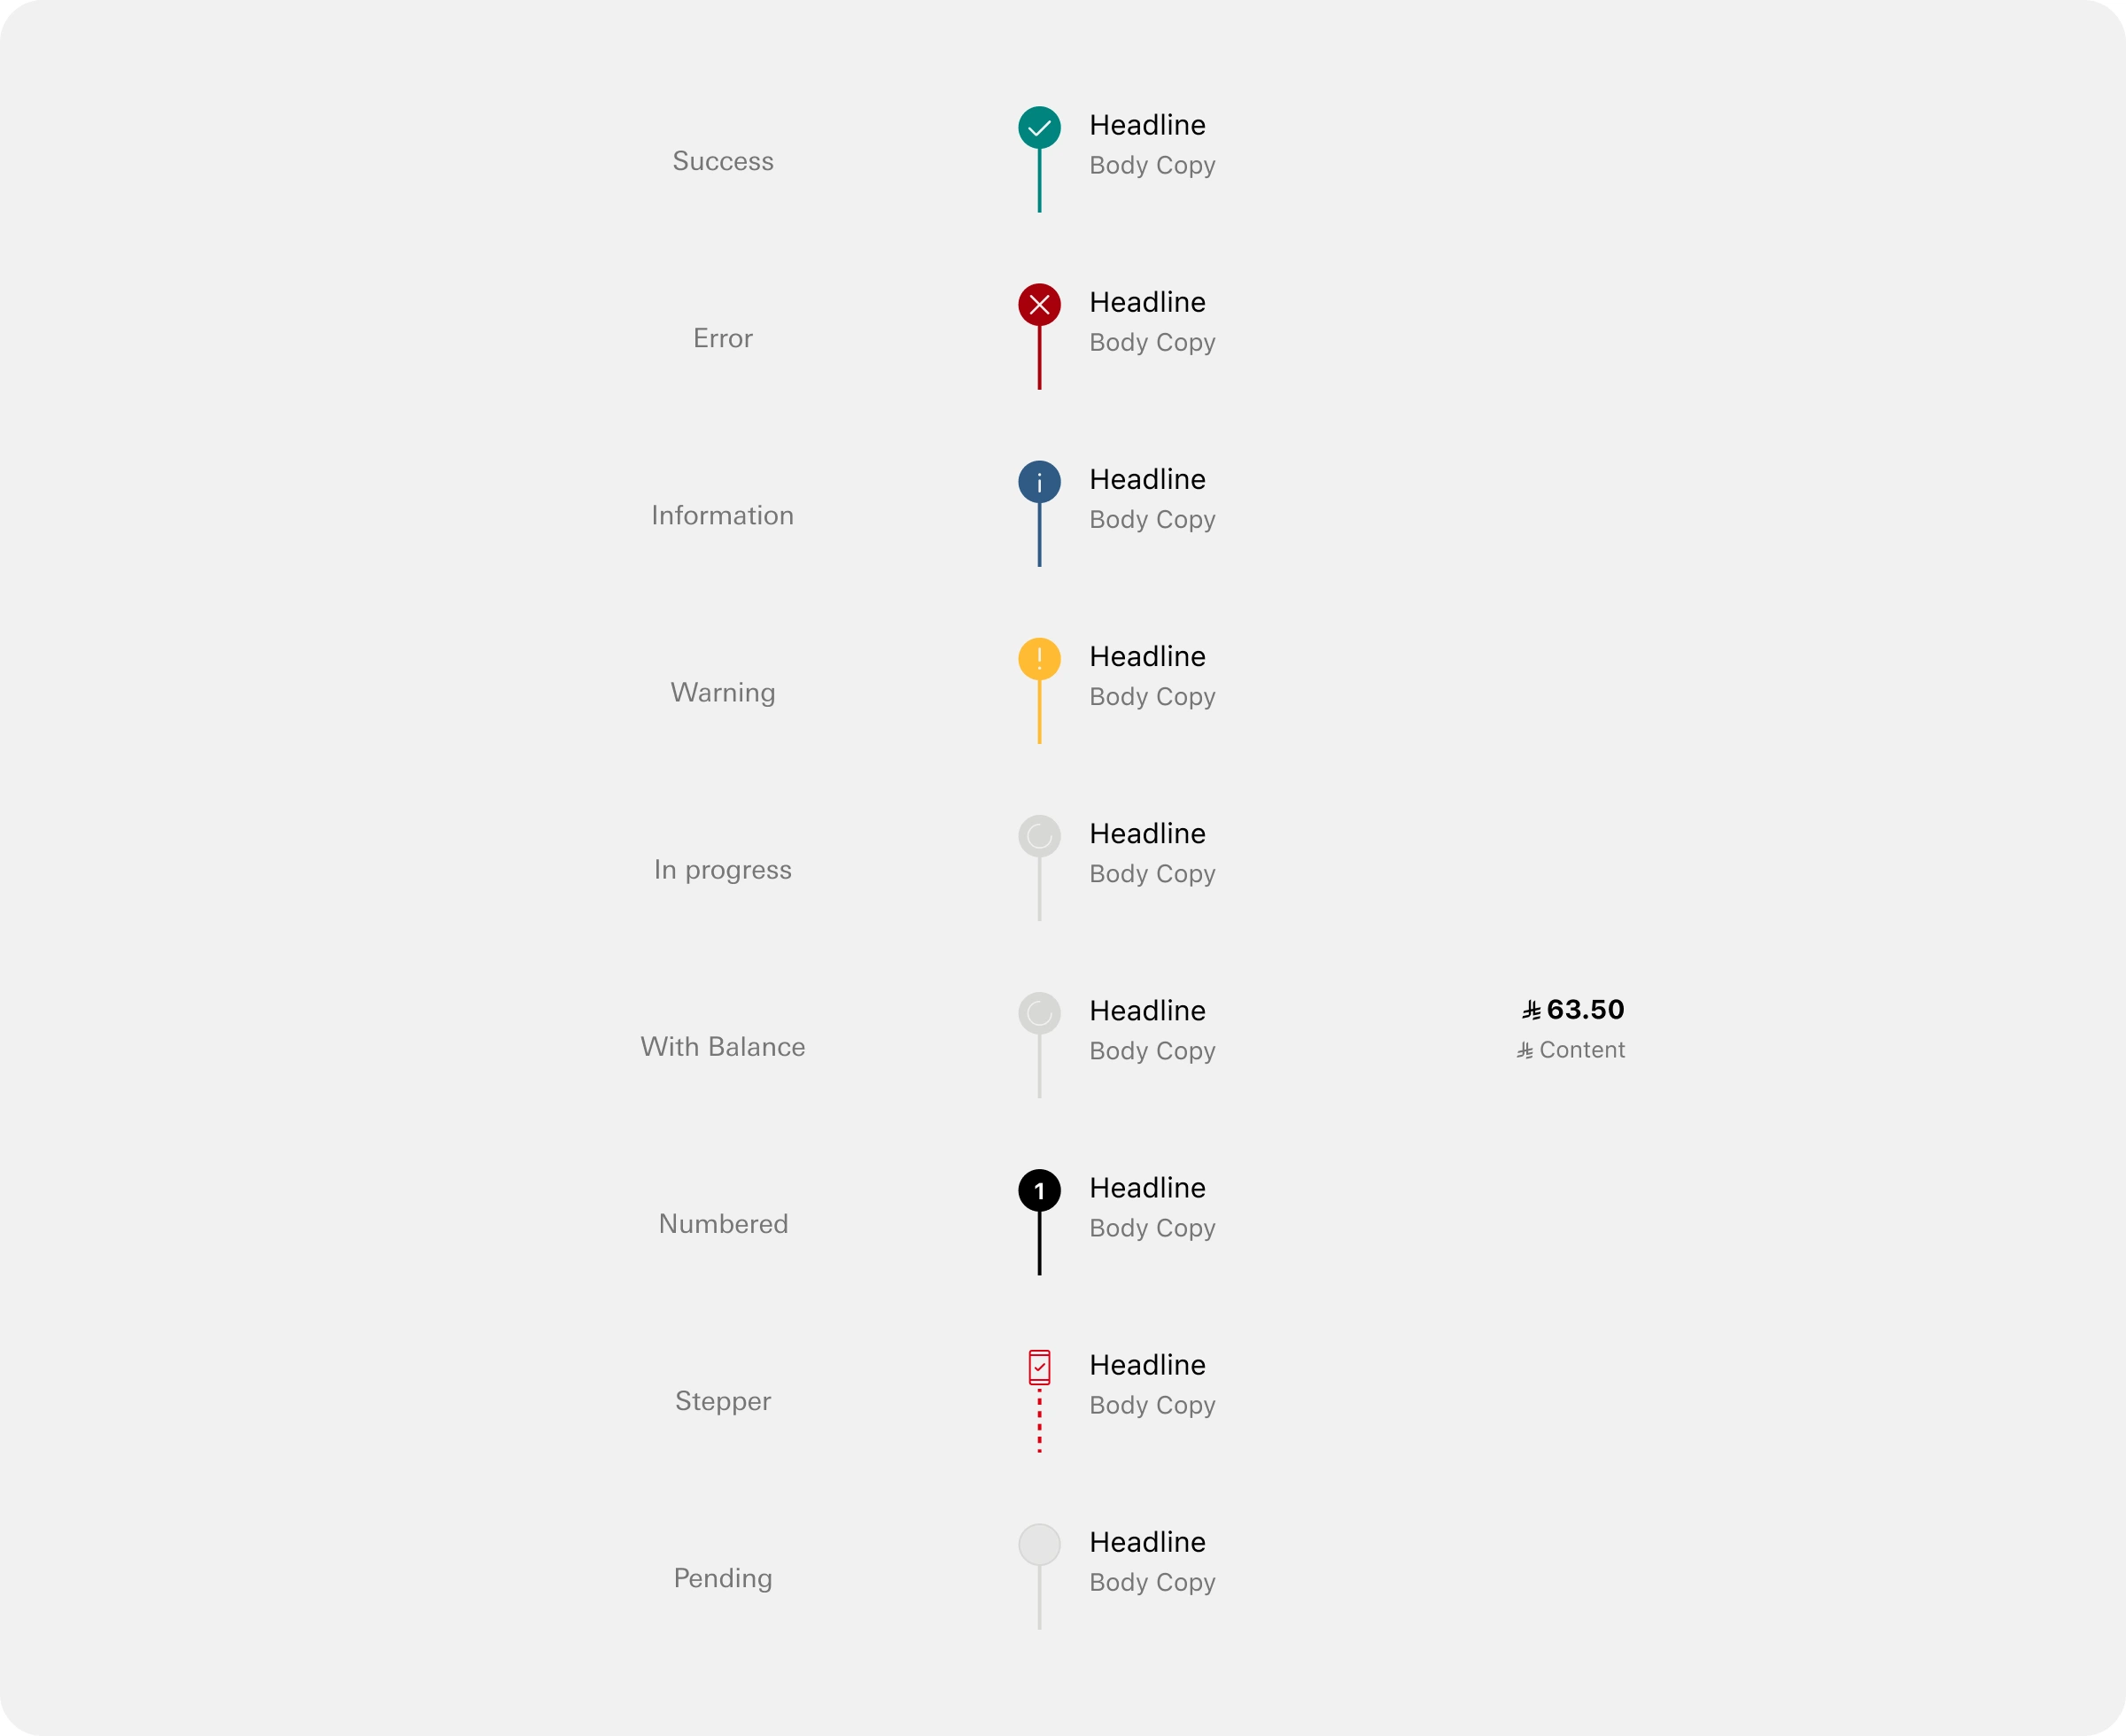 Success
Headline
Body Copy
Error
Headline
Body Copy
Information
Headline
Body Copy
Warning
Headline
Body Copy
In progress
Headline
Body Copy
With Balance
Headline
Body Copy
⃁ 63.50
⃁ Content
Numbered
1
Headline
Body Copy
Stepper
Headline
Body Copy
Pending
Headline
Body Copy